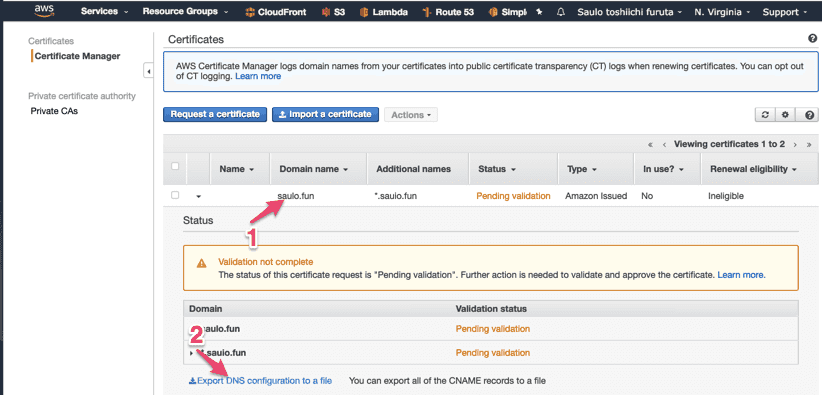 aws Services Resource Groups CloudFront S3 Lambda Route 53 Simple Saulo toshiichi furuta N. Virginia Support
Certificates
Certificate Manager
Private certificate authority
Private CAs
Certificates
AWS Certificate Manager logs domain names from your certificates into public certificate transparency (CT) logs when renewing certificates. You can opt out
of CT logging. Learn more
Request a certificate Import a certificate Actions
« ‹ Viewing certificates 1 to 2 › »
Name Domain name Additional names Status Type In use? Renewal eligibility
saulo.fun *.sauio.fun Pending validation Amazon Issued No Ineligible
1
Status
Validation not complete
The status of this certificate request is "Pending validation". Further action is needed to validate and approve the certificate. Learn more.
Domain Validation status
saulo.fun Pending validation
2
*.sauio.fun Pending validation
Export DNS configuration to a file You can export all of the CNAME records to a file